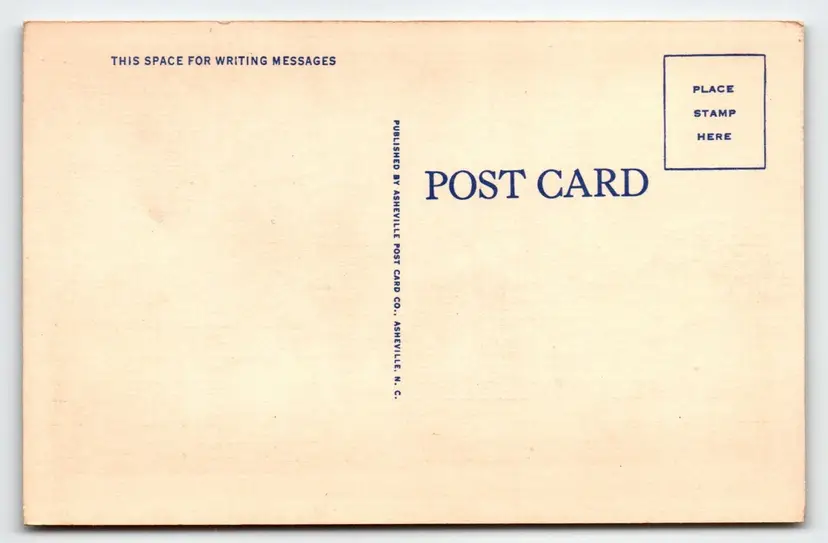 THIS SPACE FOR WRITING MESSAGES
PUBLISHED BY ASHEVILLE POST CARD CO., ASHEVILLE, N. C.
POST CARD
PLACE
STAMP
HERE